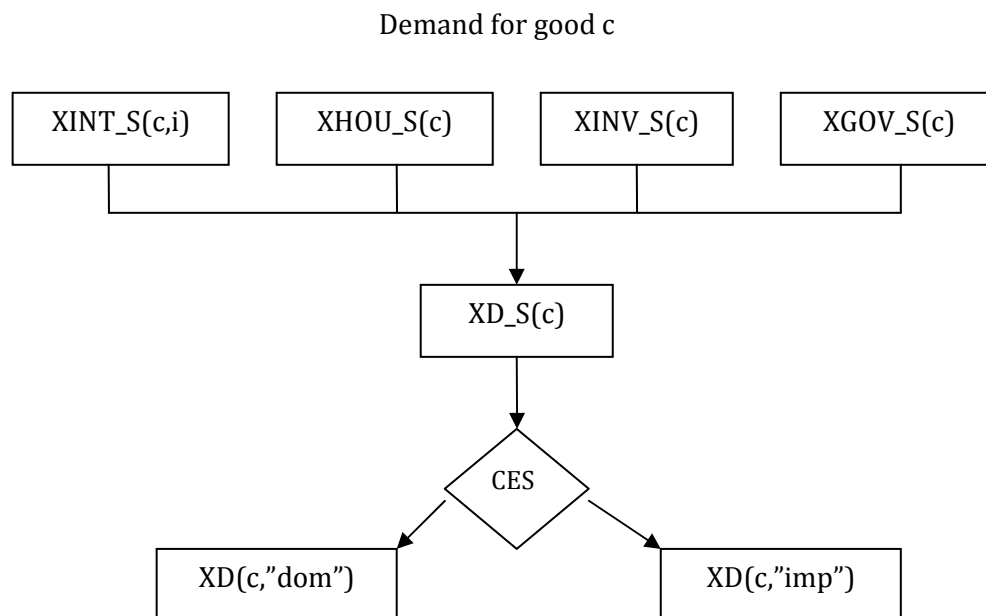 Demand for good c
XINT_S(c,i)
XHOU_S(c)
XINV_S(c)
XGOV_S(c)
XD_S(c)
CES
XD(c,”dom”)
XD(c,”imp”)